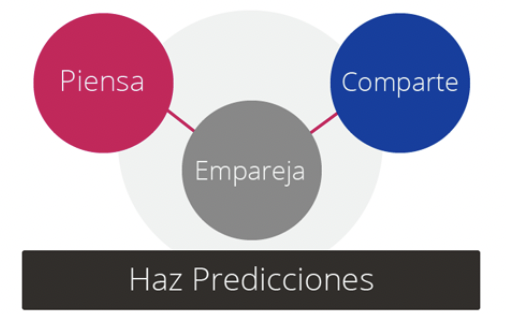 Piensa
Comparte
Empareja
Haz Predicciones